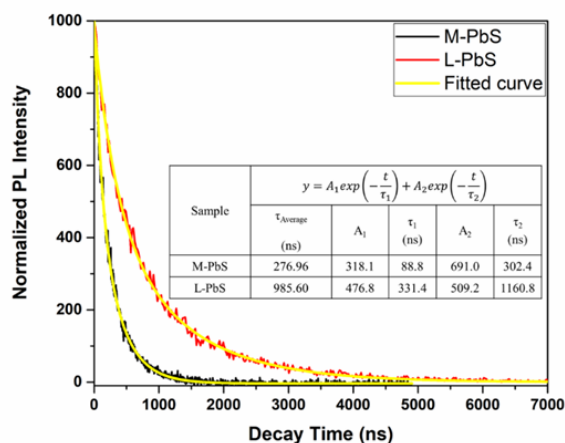 M-PbS
L-PbS
Fitted curve
Normalized PL Intensity
1000
800
600
400
200
0
Sample
y = A₁exp(−t/τ₁) + A₂exp(−t/τ₂)
τAverage (ns) A₁ τ₁ (ns) A₂ τ₂ (ns)
M-PbS 276.96 318.1 88.8 691.0 302.4
L-PbS 985.60 476.8 331.4 509.2 1160.8
0 1000 2000 3000 4000 5000 6000 7000
Decay Time (ns)